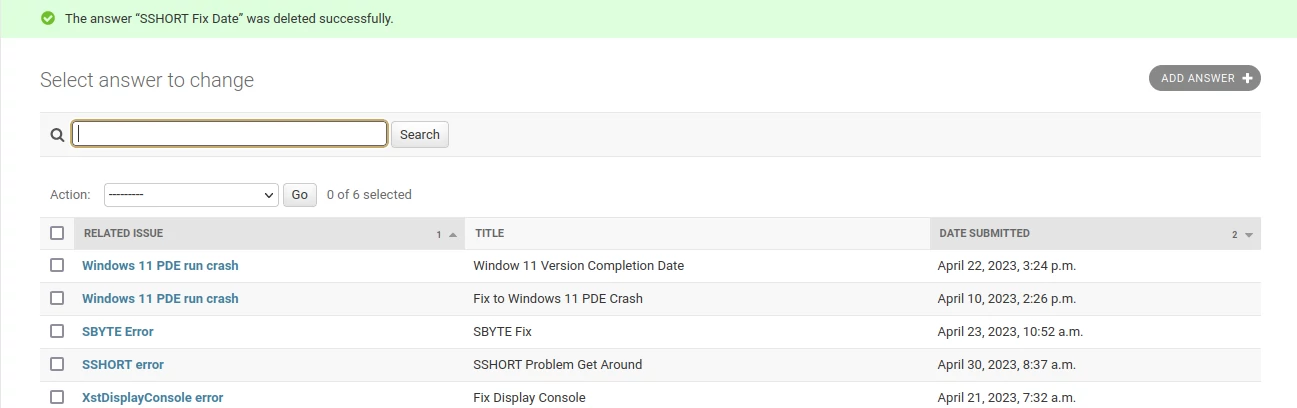 The answer “SSHORT Fix Date” was deleted successfully.
Select answer to change
ADD ANSWER +
Search
Action: --------- Go 0 of 6 selected
RELATED ISSUE 1 TITLE DATE SUBMITTED 2
Windows 11 PDE run crash Window 11 Version Completion Date April 22, 2023, 3:24 p.m.
Windows 11 PDE run crash Fix to Windows 11 PDE Crash April 10, 2023, 2:26 p.m.
SBYTE Error SBYTE Fix April 23, 2023, 10:52 a.m.
SSHORT error SSHORT Problem Get Around April 30, 2023, 8:37 a.m.
XstDisplayConsole error Fix Display Console April 21, 2023, 7:32 a.m.